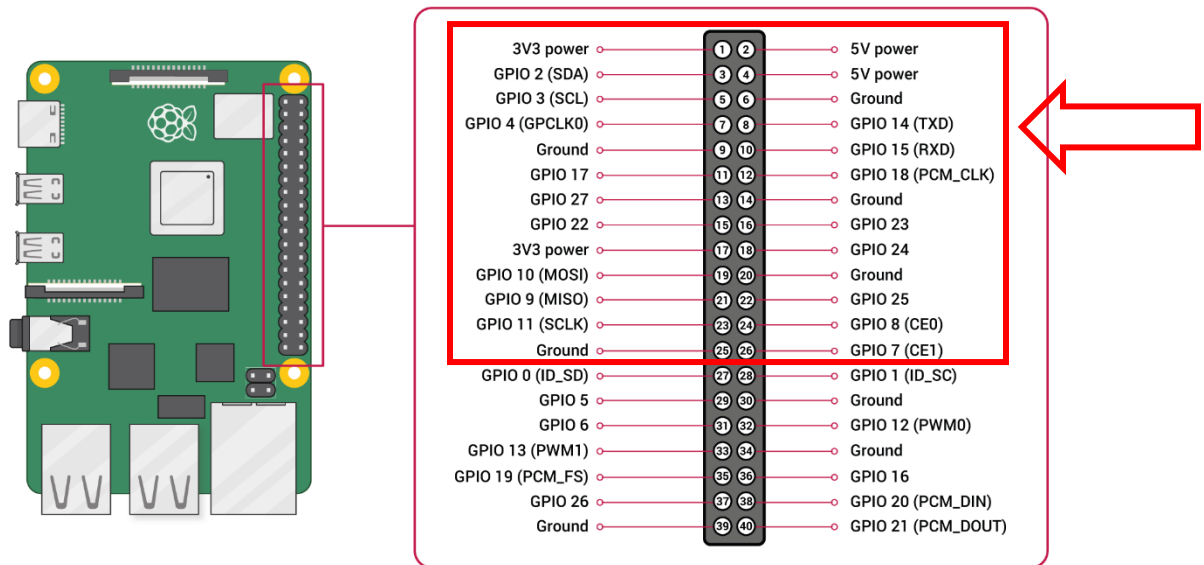 3V3 power 1 2 5V power
GPIO 2 (SDA) 3 4 5V power
GPIO 3 (SCL) 5 6 Ground
GPIO 4 (GPCLK0) 7 8 GPIO 14 (TXD)
Ground 9 10 GPIO 15 (RXD)
GPIO 17 11 12 GPIO 18 (PCM_CLK)
GPIO 27 13 14 Ground
GPIO 22 15 16 GPIO 23
3V3 power 17 18 GPIO 24
GPIO 10 (MOSI) 19 20 Ground
GPIO 9 (MISO) 21 22 GPIO 25
GPIO 11 (SCLK) 23 24 GPIO 8 (CE0)
Ground 25 26 GPIO 7 (CE1)
GPIO 0 (ID_SD) 27 28 GPIO 1 (ID_SC)
GPIO 5 29 30 Ground
GPIO 6 31 32 GPIO 12 (PWM0)
GPIO 13 (PWM1) 33 34 Ground
GPIO 19 (PCM_FS) 35 36 GPIO 16
GPIO 26 37 38 GPIO 20 (PCM_DIN)
Ground 39 40 GPIO 21 (PCM_DOUT)